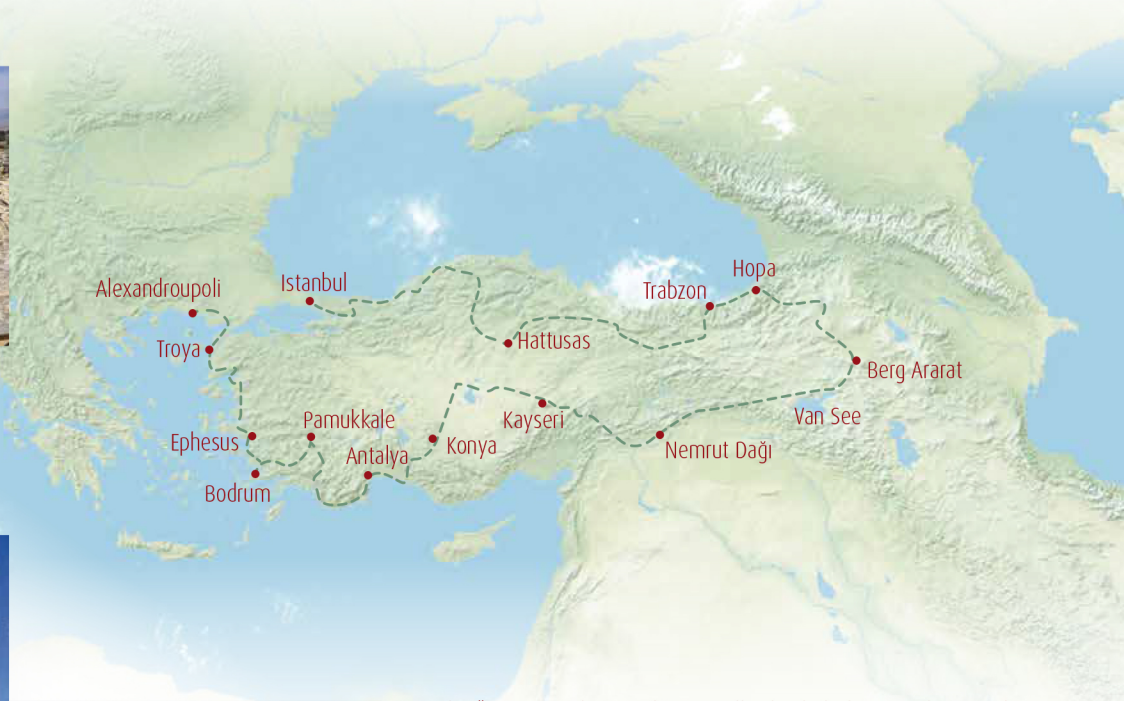 Hopa
Istanbul
Alexandroupoli
Trabzon
Hattusas
Troya
Berg Ararat
Van See
Kayseri
Pamukkale
Ephesus
Konya
Antalya
Nemrut Dağı
Bodrum